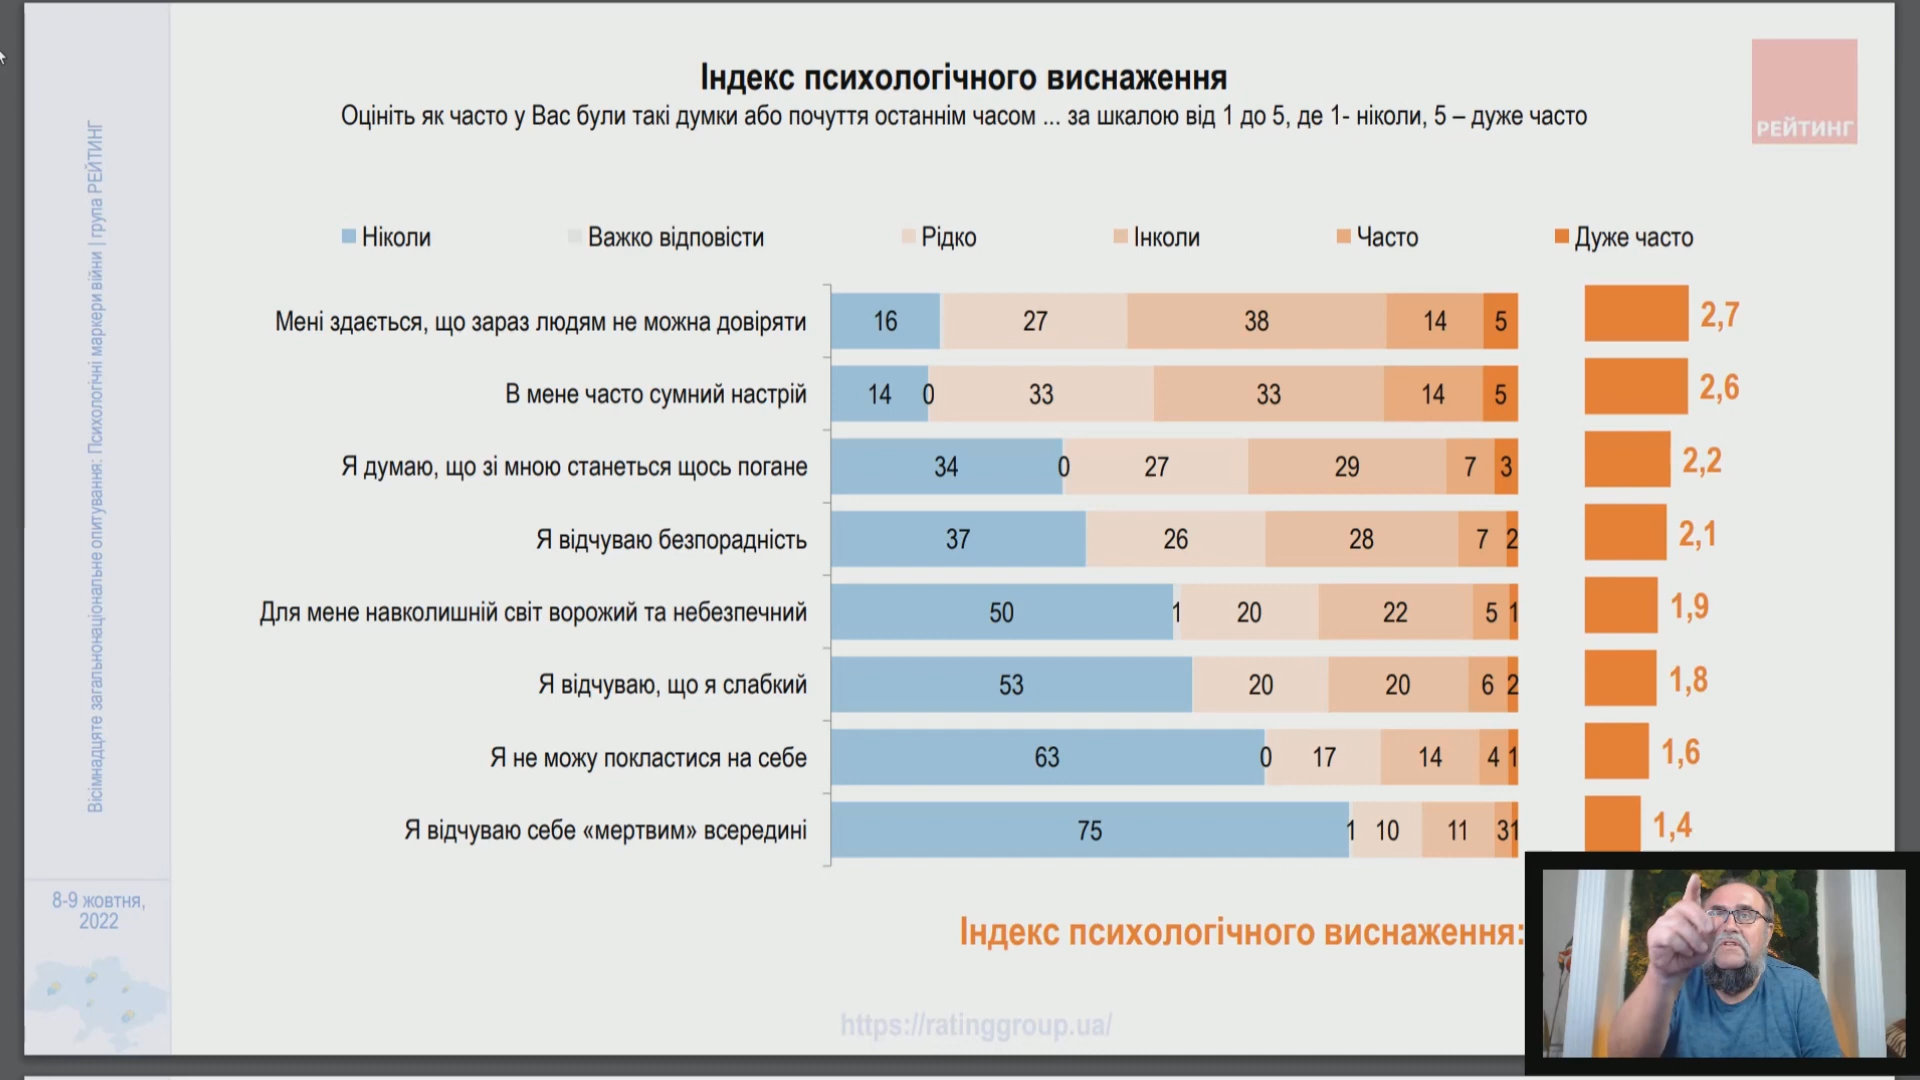 Індекс психологічного виснаження
Оцініть як часто у Вас були такі думки або почуття останнім часом ... за шкалою від 1 до 5, де 1- ніколи, 5 – дуже часто
РЕЙТИНГ
Вісімнадцяте загальнонаціональне опитування: Психологічні маркери війни | група РЕЙТИНГ
Ніколи Важко відповісти Рідко Інколи Часто Дуже часто
Мені здається, що зараз людям не можна довіряти 16 27 38 14 5 2,7
В мене часто сумний настрій 14 0 33 33 14 5 2,6
Я думаю, що зі мною станеться щось погане 34 0 27 29 7 3 2,2
Я відчуваю безпорадність 37 26 28 7 2 2,1
Для мене навколишній світ ворожий та небезпечний 50 1 20 22 5 1 1,9
Я відчуваю, що я слабкий 53 20 20 6 2 1,8
Я не можу покластися на себе 63 0 17 14 4 1 1,6
Я відчуваю себе «мертвим» всередині 75 1 10 11 3 1 1,4
8-9 жовтня,
2022
Індекс психологічного виснаження:
https://ratinggroup.ua/